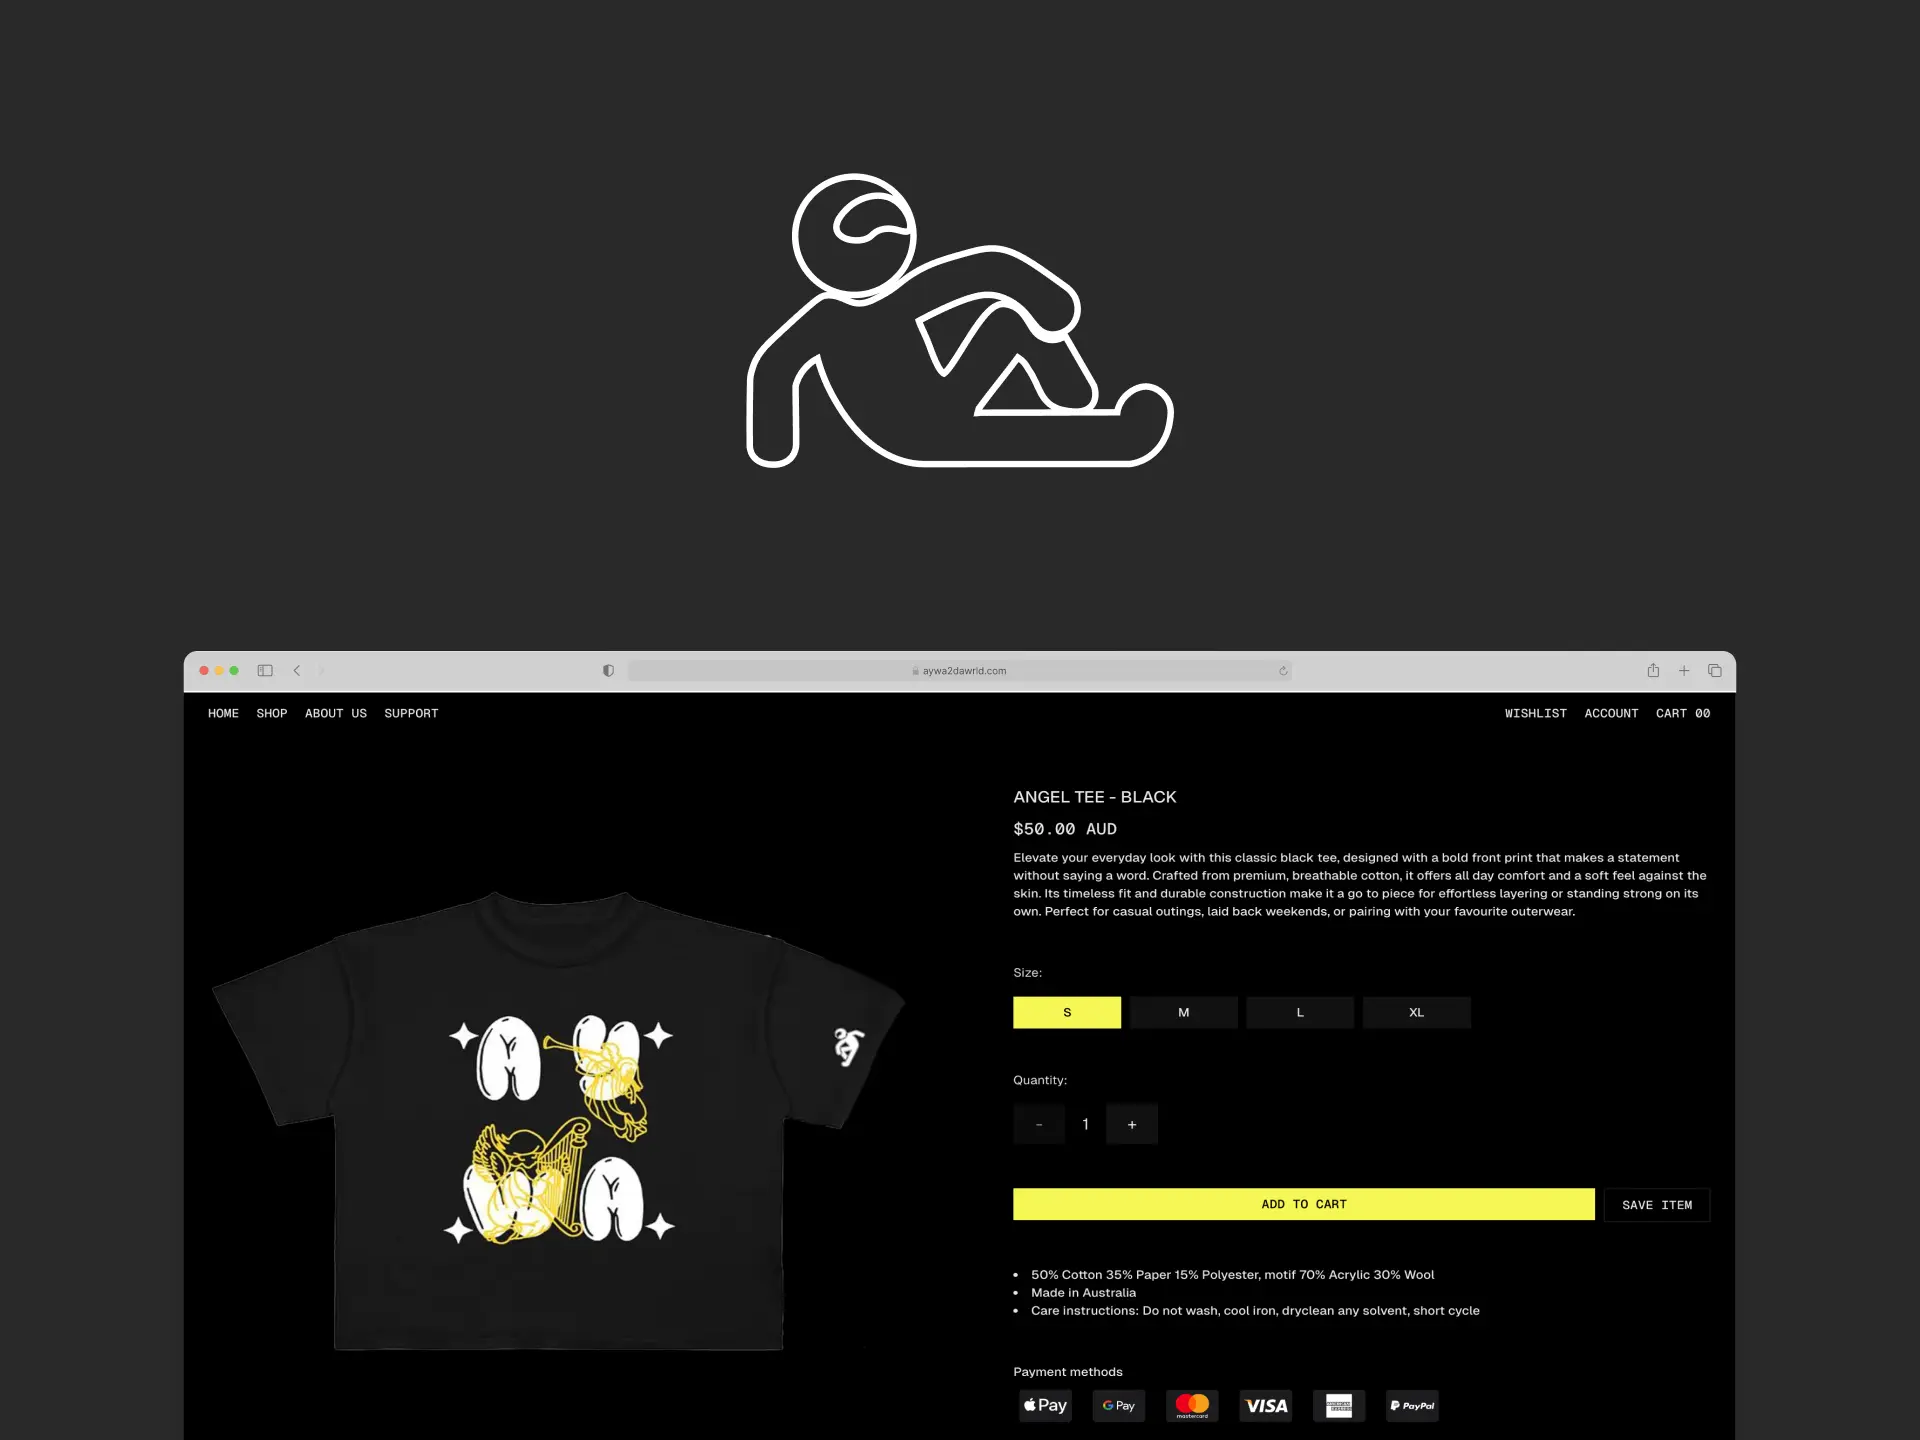 aywa2dawrld.com
HOME SHOP ABOUT US SUPPORT
WISHLIST ACCOUNT CART 00
ANGEL TEE - BLACK
$50.00 AUD
Elevate your everyday look with this classic black tee, designed with a bold front print that makes a statement
without saying a word. Crafted from premium, breathable cotton, it offers all day comfort and a soft feel against the
skin. Its timeless fit and durable construction make it a go to piece for effortless layering or standing strong on its
own. Perfect for casual outings, laid back weekends, or pairing with your favourite outerwear.
Size:
S M L XL
Quantity:
- 1 +
ADD TO CART SAVE ITEM
A Y
W A
• 50% Cotton 35% Paper 15% Polyester, motif 70% Acrylic 30% Wool
• Made in Australia
• Care instructions: Do not wash, cool iron, dryclean any solvent, short cycle
Payment methods
Pay G Pay mastercard VISA AMERICAN EXPRESS PayPal